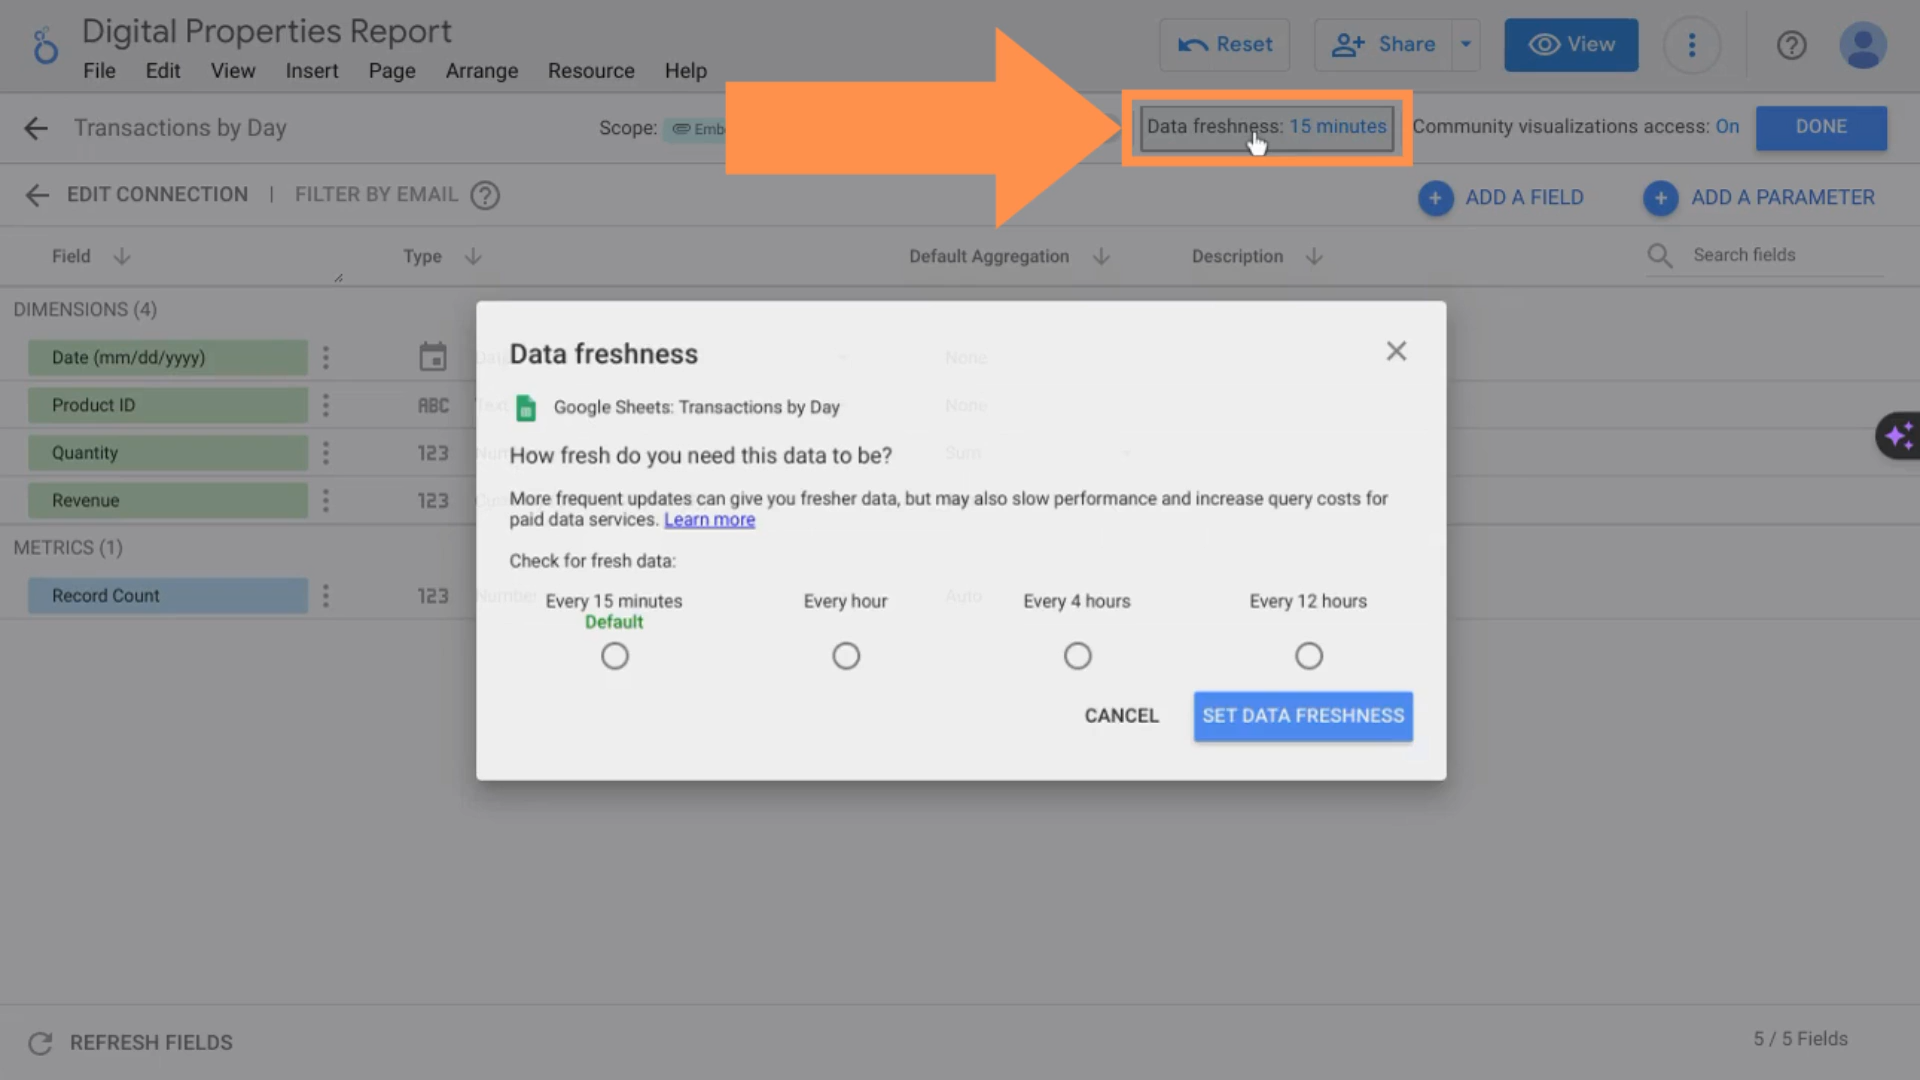 Digital Properties Report
File Edit View Insert Page Arrange Resource Help
Reset Share View
Transactions by Day Scope: Data freshness: 15 minutes Community visualizations access: On DONE
EDIT CONNECTION | FILTER BY EMAIL ADD A FIELD ADD A PARAMETER
Field Type Default Aggregation Description Search fields
DIMENSIONS (4)
Date (mm/dd/yyyy) None
Product ID ABC Text None
Quantity 123 Sum
Revenue 123
METRICS (1)
Record Count 123 Number Auto
Data freshness
Google Sheets: Transactions by Day
How fresh do you need this data to be?
More frequent updates can give you fresher data, but may also slow performance and increase query costs for
paid data services. Learn more
Check for fresh data:
Every 15 minutes Every hour Every 4 hours Every 12 hours
Default
CANCEL SET DATA FRESHNESS
REFRESH FIELDS 5 / 5 Fields